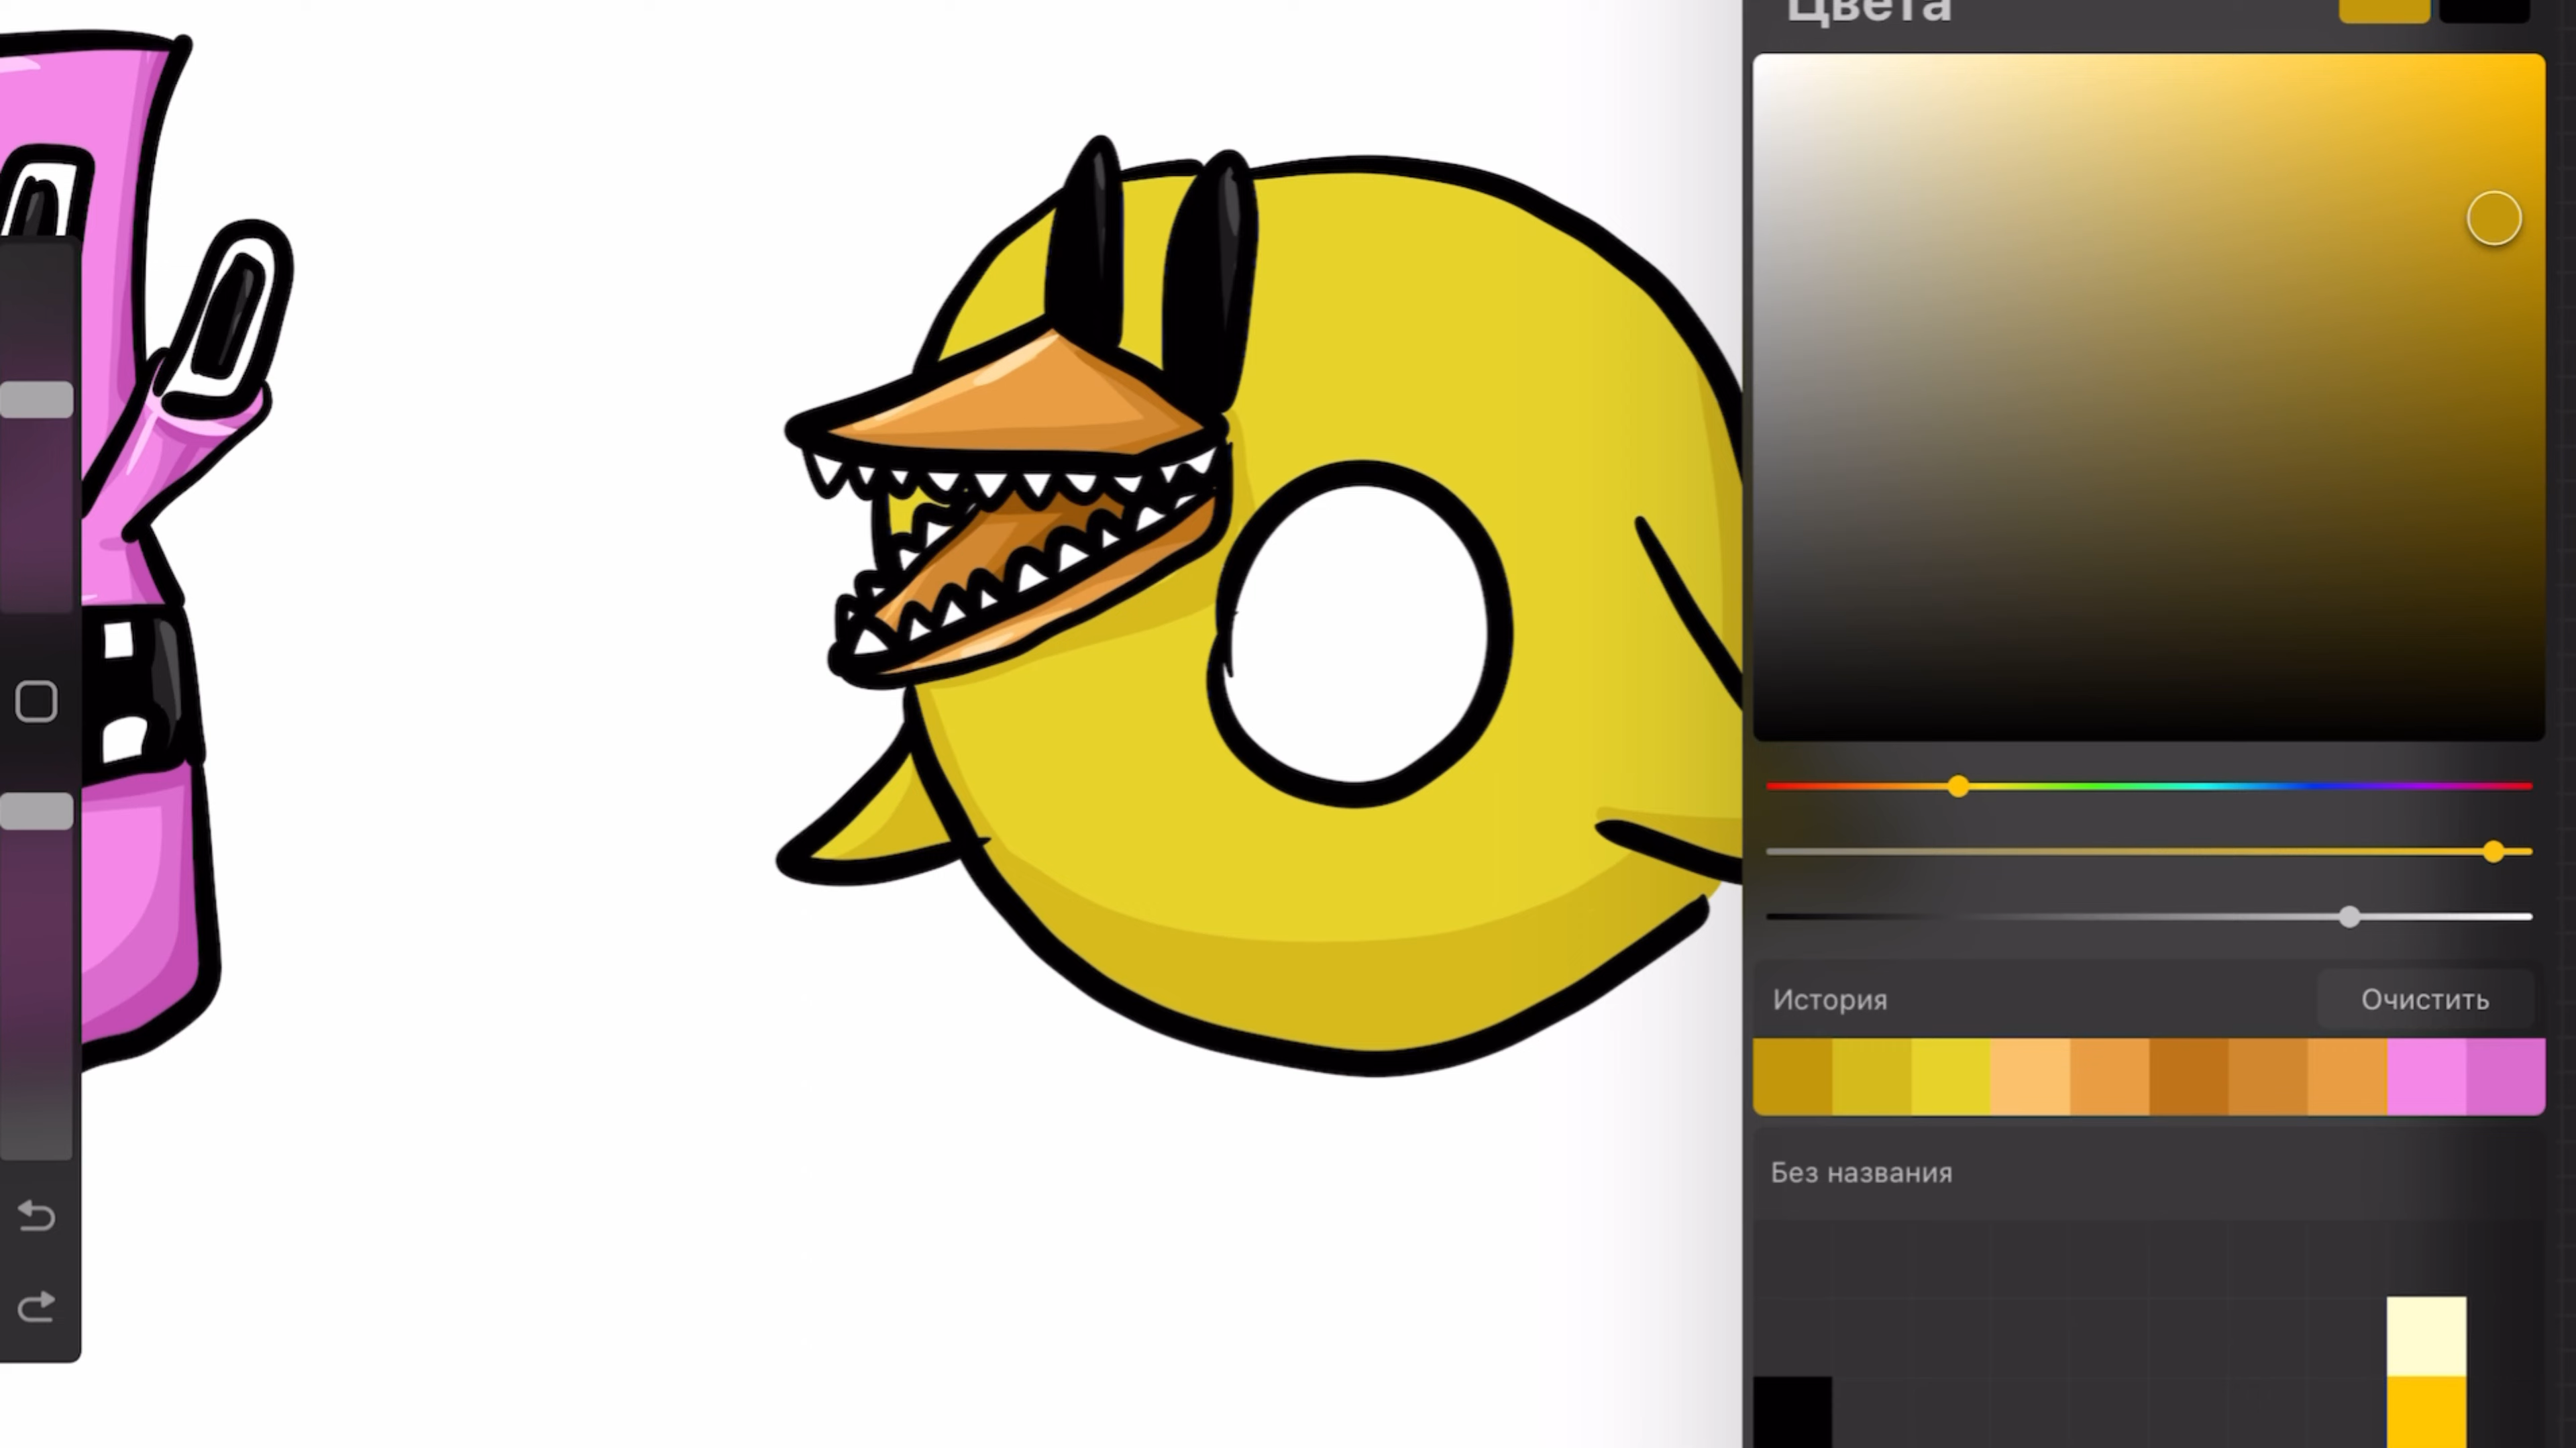 Цвета
История
Очистить
Без названия